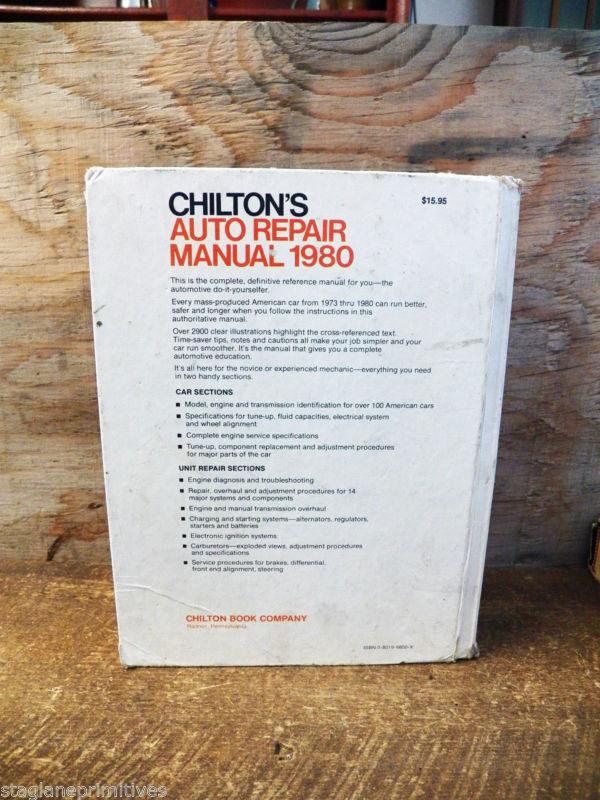 CHILTON'S
$15.95
AUTO REPAIR
MANUAL 1980
This is the complete, definitive reference manual for you—the
automotive do-it-yourselfer.
Every mass-produced American car from 1973 thru 1980 can run better,
safer and longer when you follow the instructions in this
authoritative manual.
Over 2900 clear illustrations highlight the cross-referenced text.
Time-saver tips, notes and cautions all make your job simpler and your
car run smoother. It's the manual that gives you a complete
automotive education.
It's all here for the novice or experienced mechanic—everything you need
in two handy sections.
CAR SECTIONS
■ Model, engine and transmission identification for over 100 American cars
■ Specifications for tune-up, fluid capacities, electrical system
and wheel alignment
■ Complete engine service specifications
■ Tune-up, component replacement and adjustment procedures
for major parts of the car
UNIT REPAIR SECTIONS
■ Engine diagnosis and troubleshooting
■ Repair, overhaul and adjustment procedures for 14
major systems and components
■ Engine and manual transmission overhaul
■ Charging and starting systems—alternators, regulators,
starters and batteries
■ Electronic ignition systems
■ Carburetors—exploded views, adjustment procedures
and specifications
■ Service procedures for brakes, differential,
front end alignment, steering
CHILTON BOOK COMPANY
Radnor, Pennsylvania
ISBN 0-8019-6850-X
staglaneprimitives